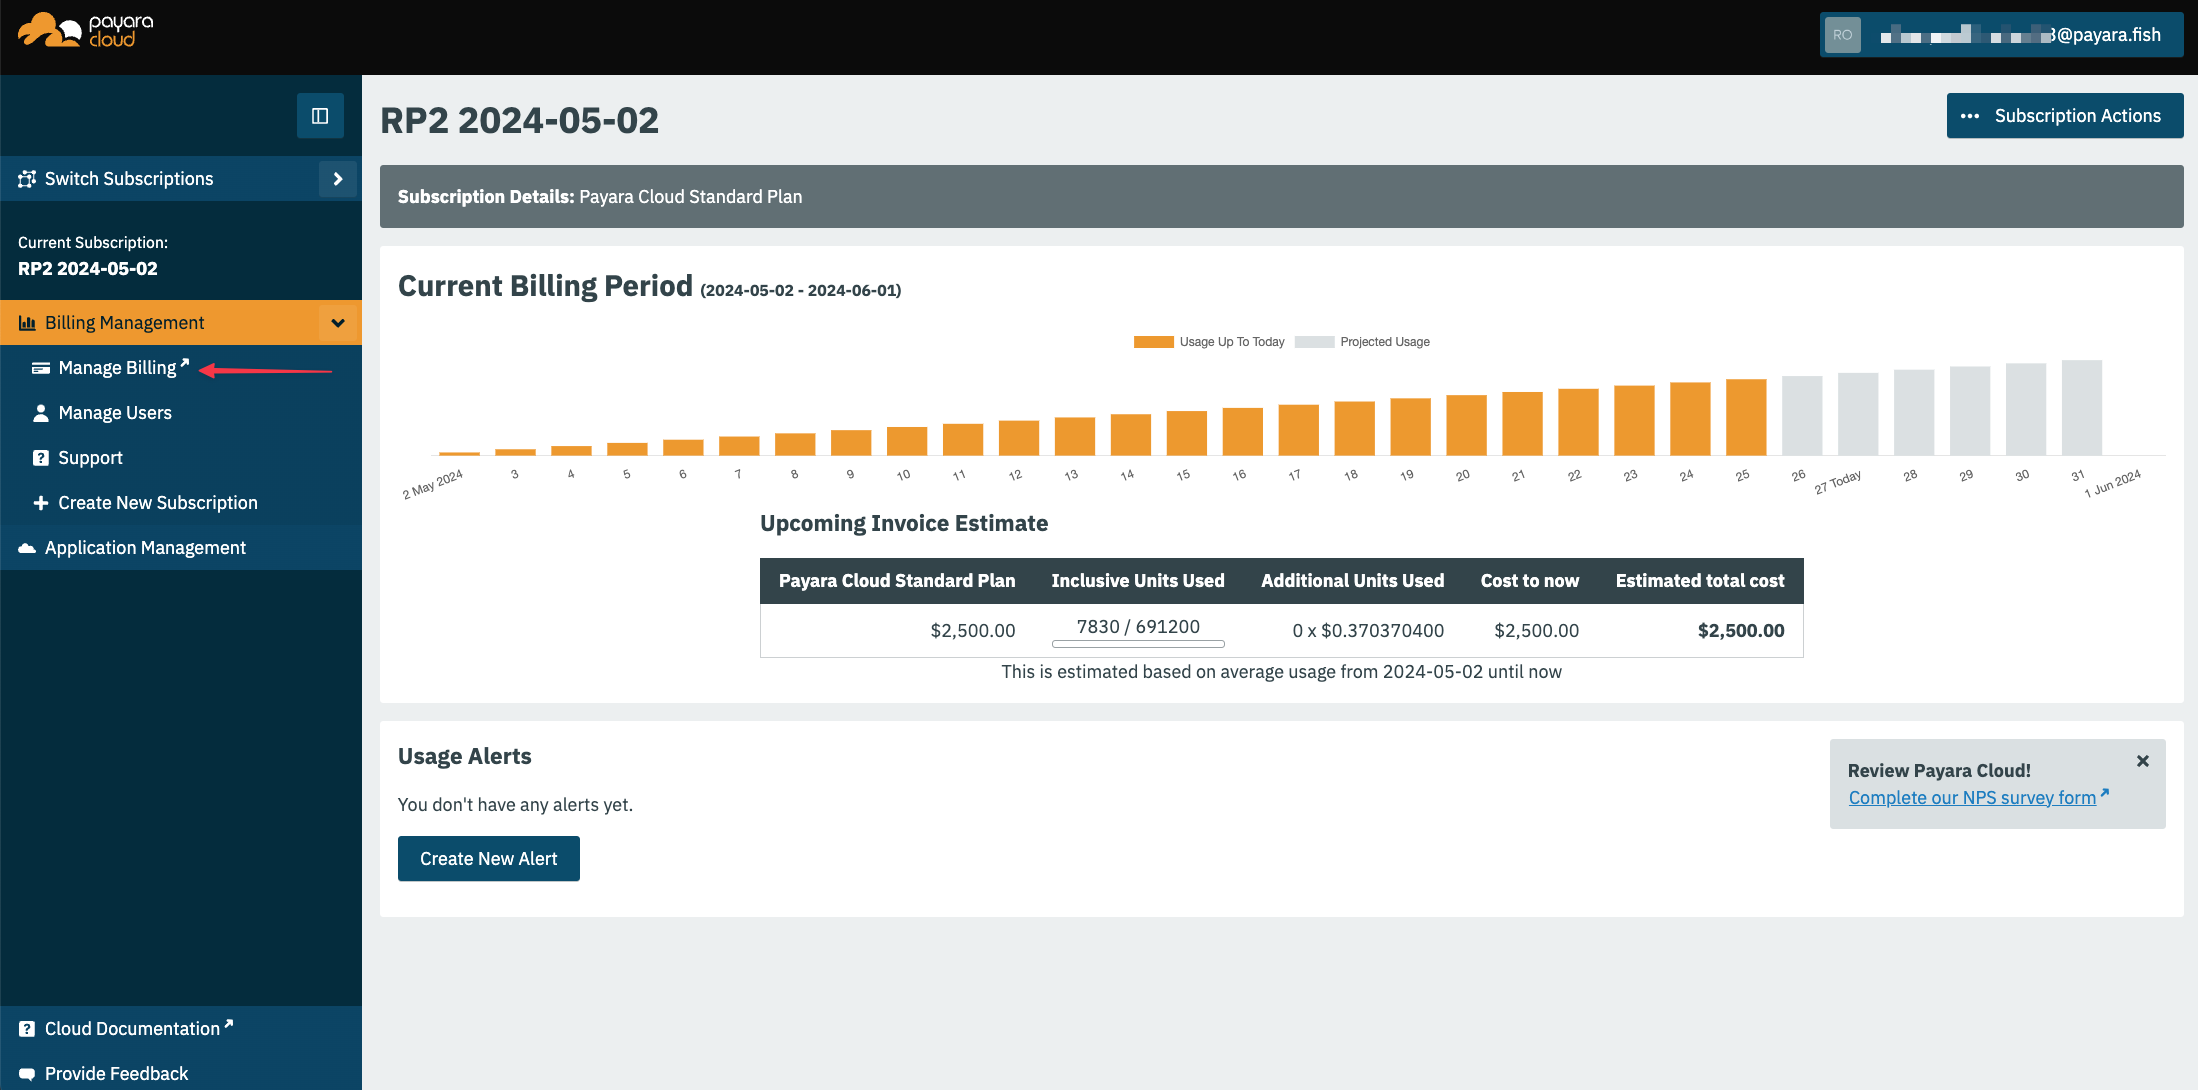 payara
cloud
RO
3@payara.fish
Switch Subscriptions
Current Subscription:
RP2 2024-05-02
Billing Management
Manage Billing
Manage Users
Support
Create New Subscription
Application Management
Cloud Documentation
Provide Feedback
RP2 2024-05-02
Subscription Actions
Subscription Details: Payara Cloud Standard Plan
Current Billing Period (2024-05-02 - 2024-06-01)
Usage Up To Today Projected Usage
2 May 2024 3 4 5 6 7 8 9 10 11 12 13 14 15 16 17 18 19 20 21 22 23 24 25 26 27 Today 28 29 30 31 1 Jun 2024
Upcoming Invoice Estimate
Payara Cloud Standard Plan Inclusive Units Used Additional Units Used Cost to now Estimated total cost
$2,500.00 7830 / 691200 0 x $0.370370400 $2,500.00 $2,500.00
This is estimated based on average usage from 2024-05-02 until now
Usage Alerts
You don't have any alerts yet.
Create New Alert
Review Payara Cloud!
Complete our NPS survey form